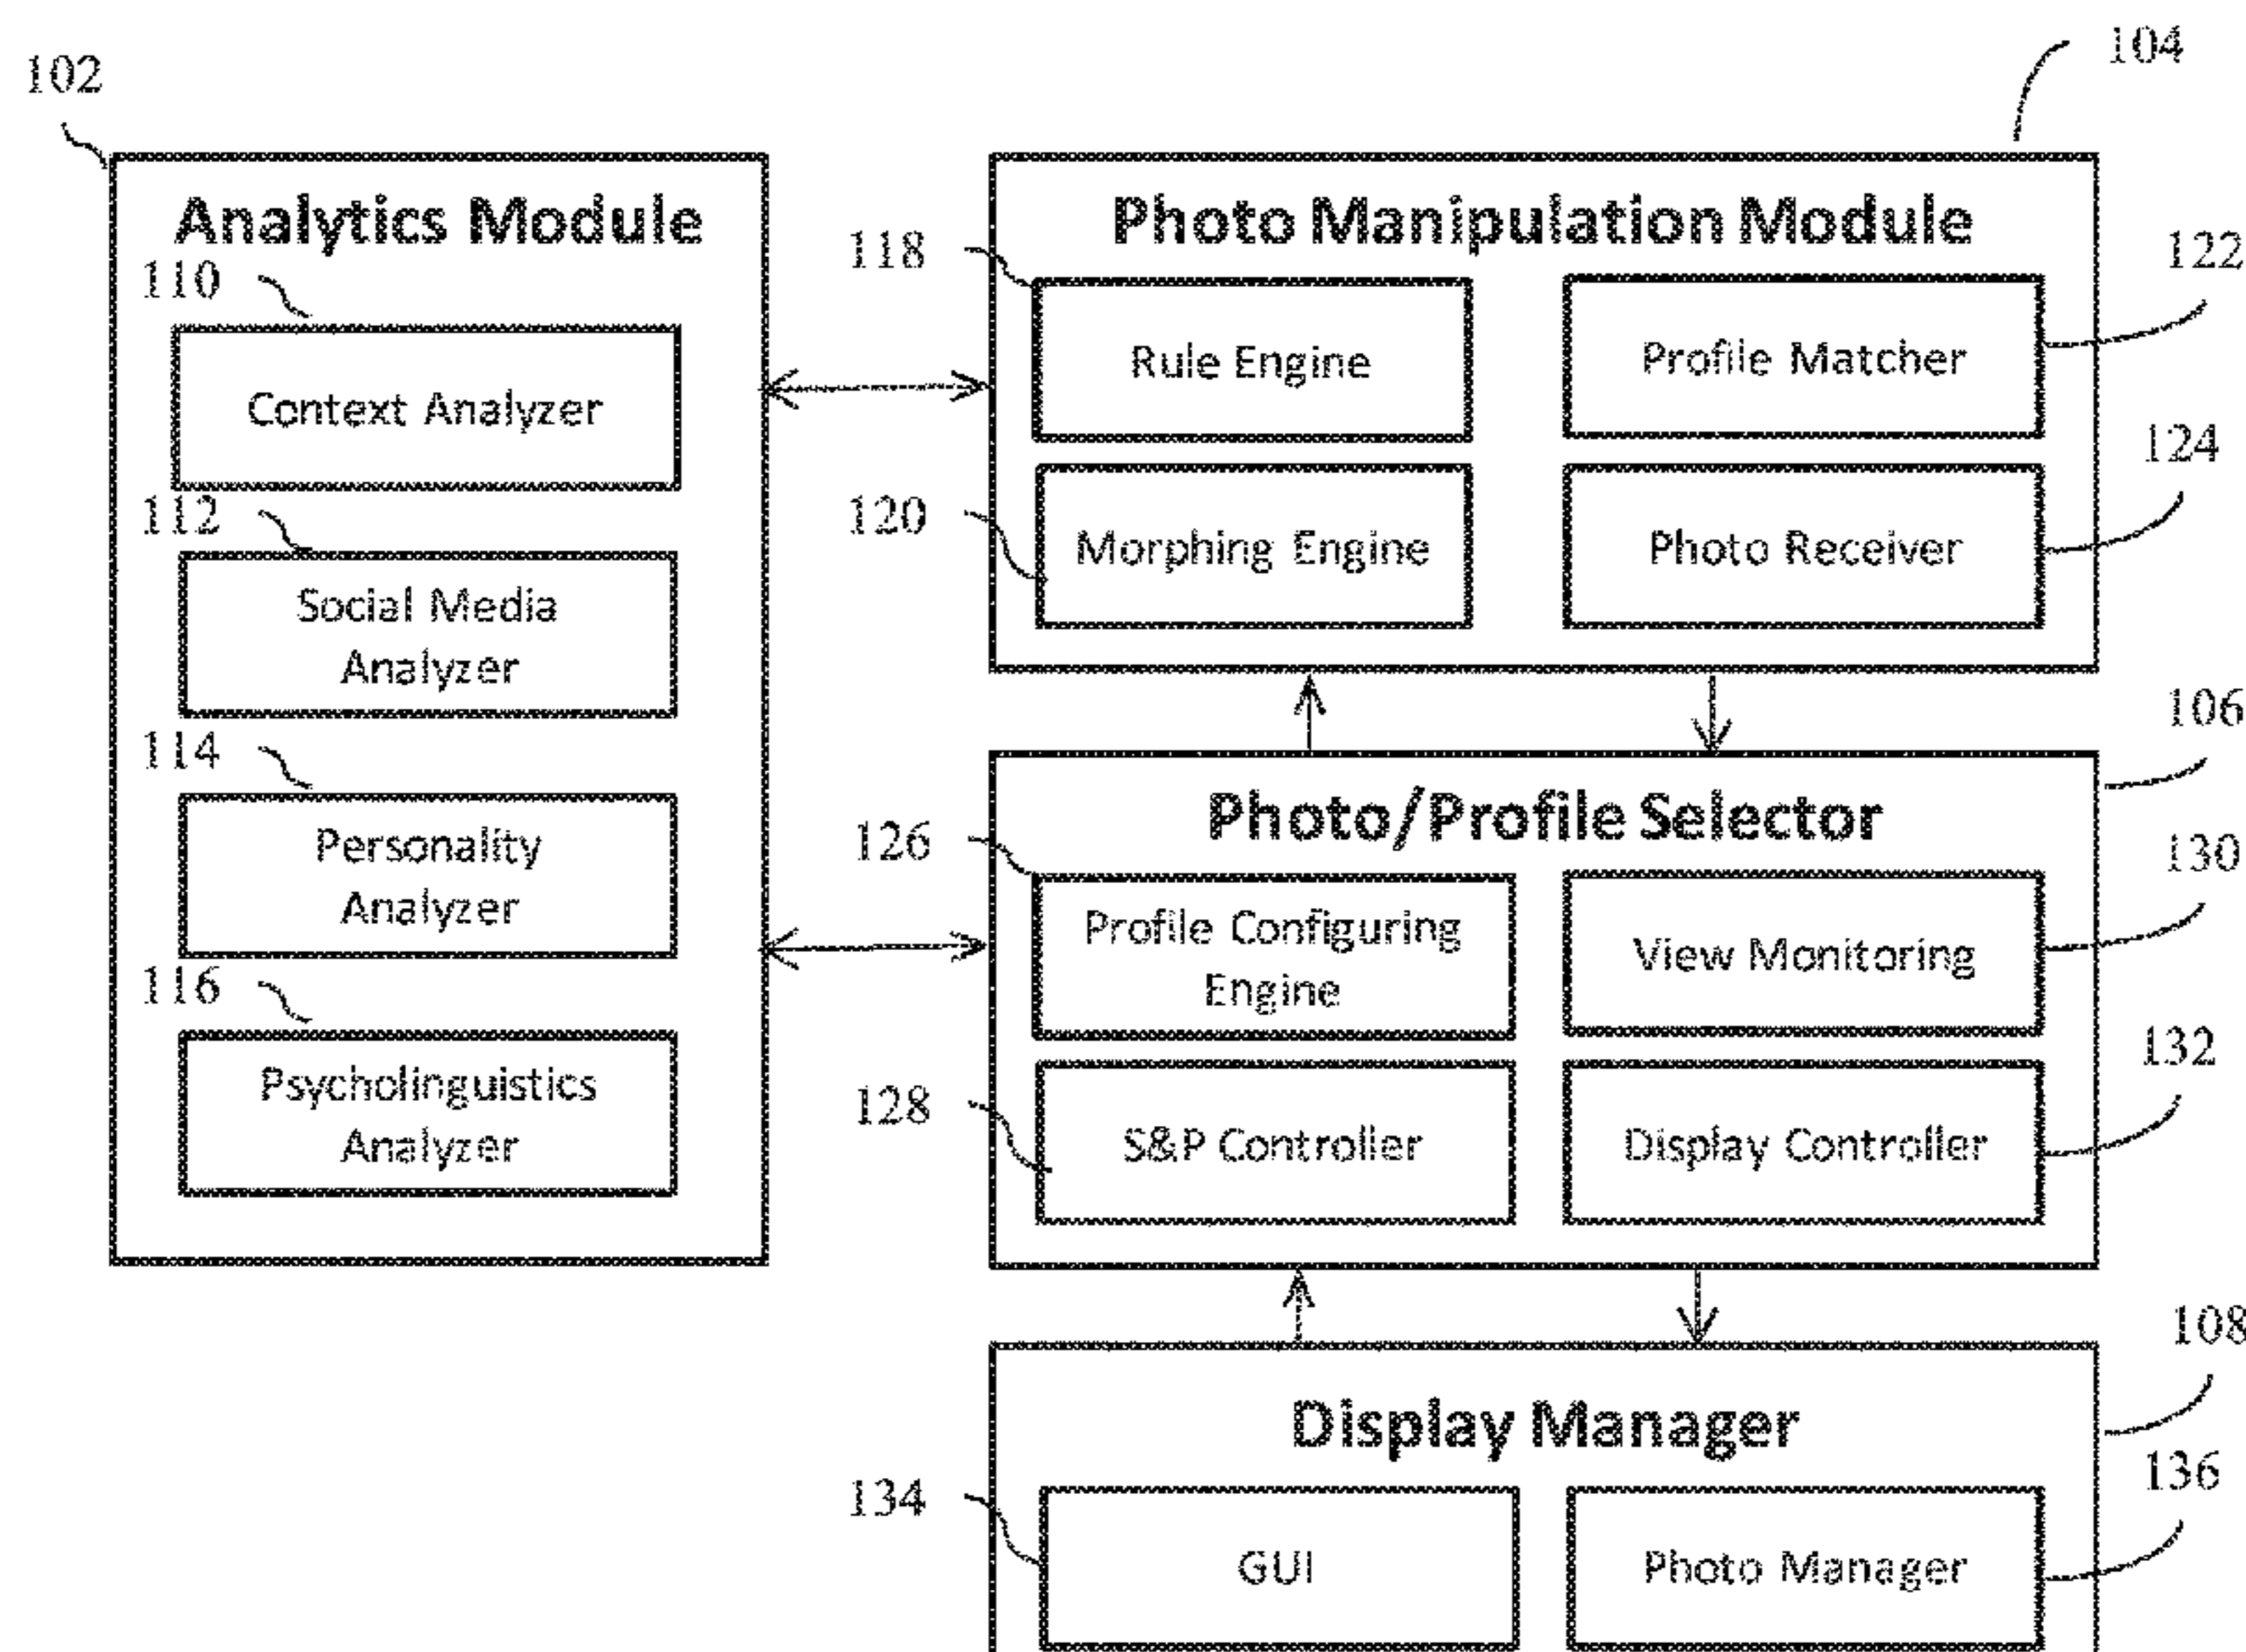 102
104
Analytics Module
110
Context Analyzer
112
Social Media
Analyzer
114
Personality
Analyzer
116
Psycholinguistics
Analyzer
Photo Manipulation Module
118
Rule Engine
Profile Matcher
122
120
Morphing Engine
Photo Receiver
124
106
Photo/Profile Selector
126
Profile Configuring
Engine
View Monitoring
130
128
S&P Controller
Display Controller
132
108
Display Manager
134
GUI
Photo Manager
136